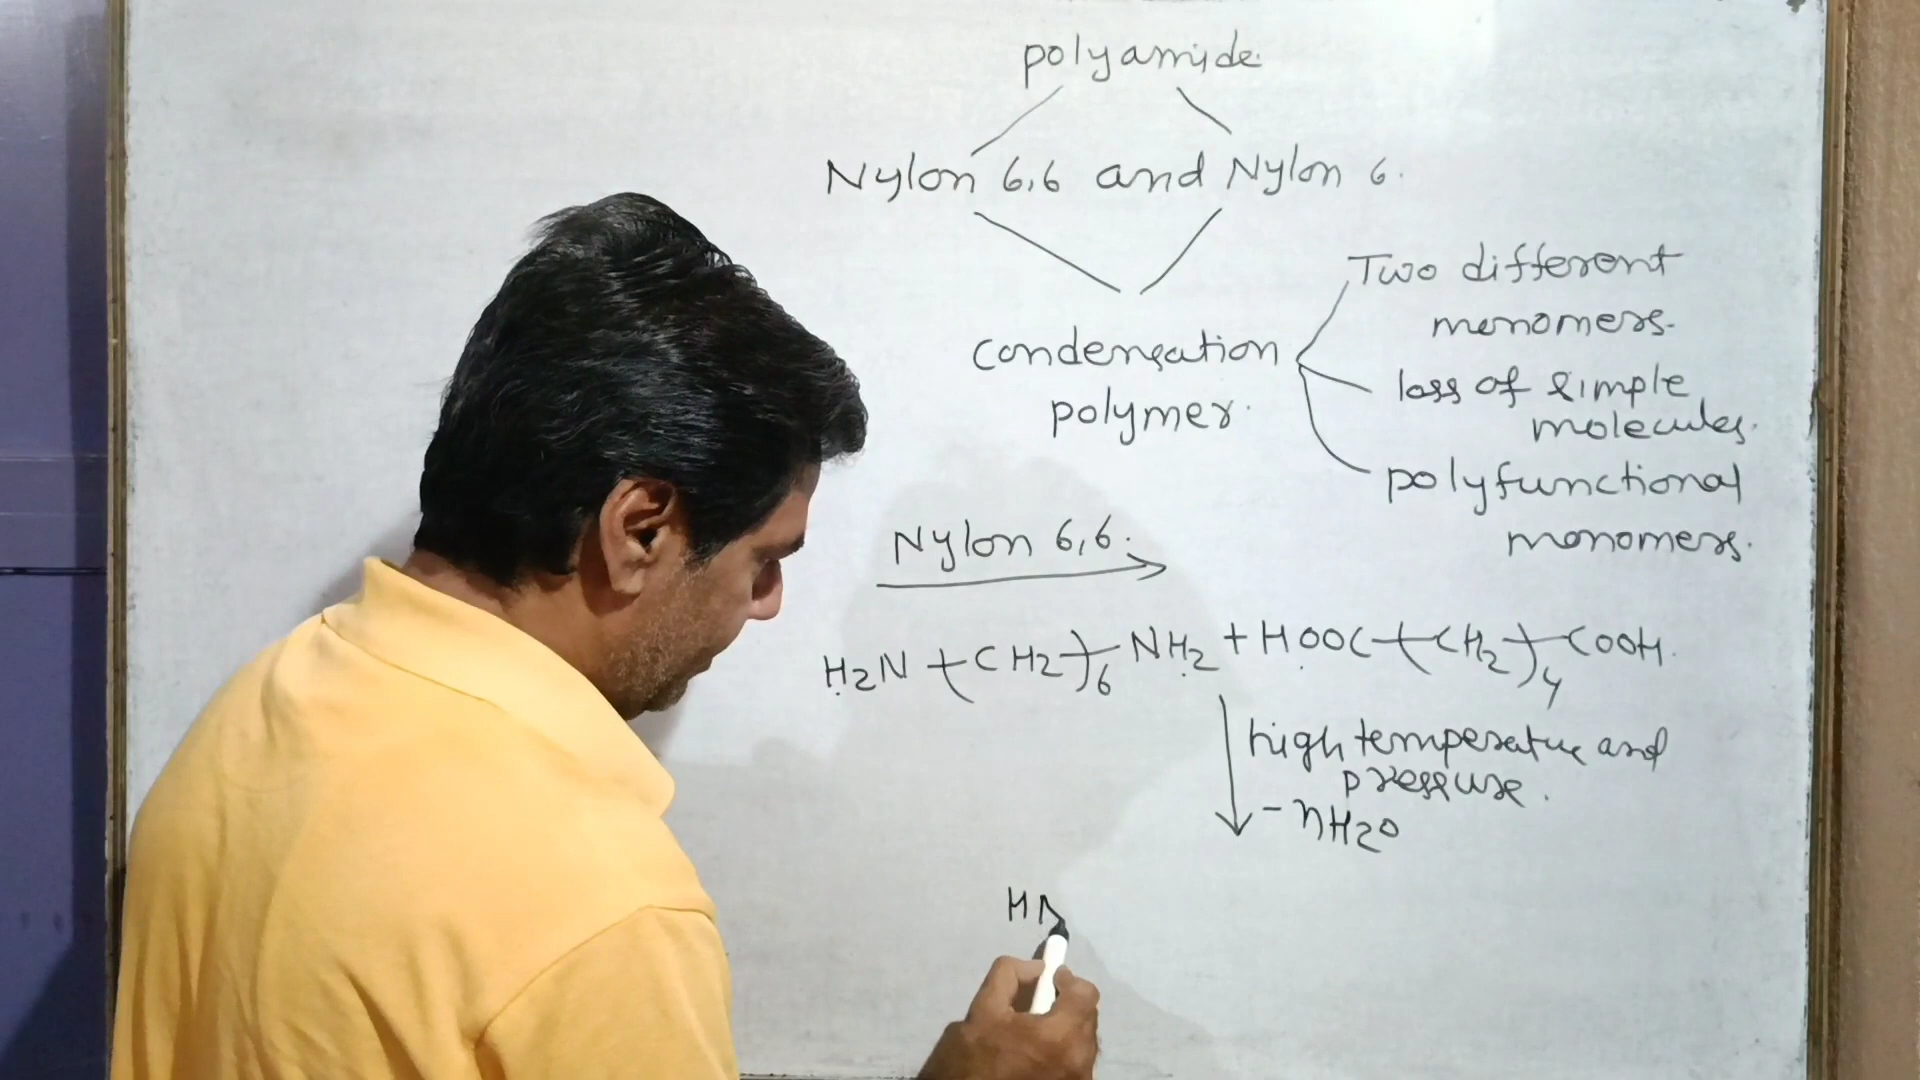 polyamide.
Nylon 6,6 and Nylon 6.
Two different
monomers.
condensation
polymer.
loss of simple
molecules.
polyfunctional
monomers.
Nylon 6,6.
H2N-(CH2)6-NH2 + HOOC-(CH2)4-COOH.
high temperature and
pressure.
-nH2O
HN